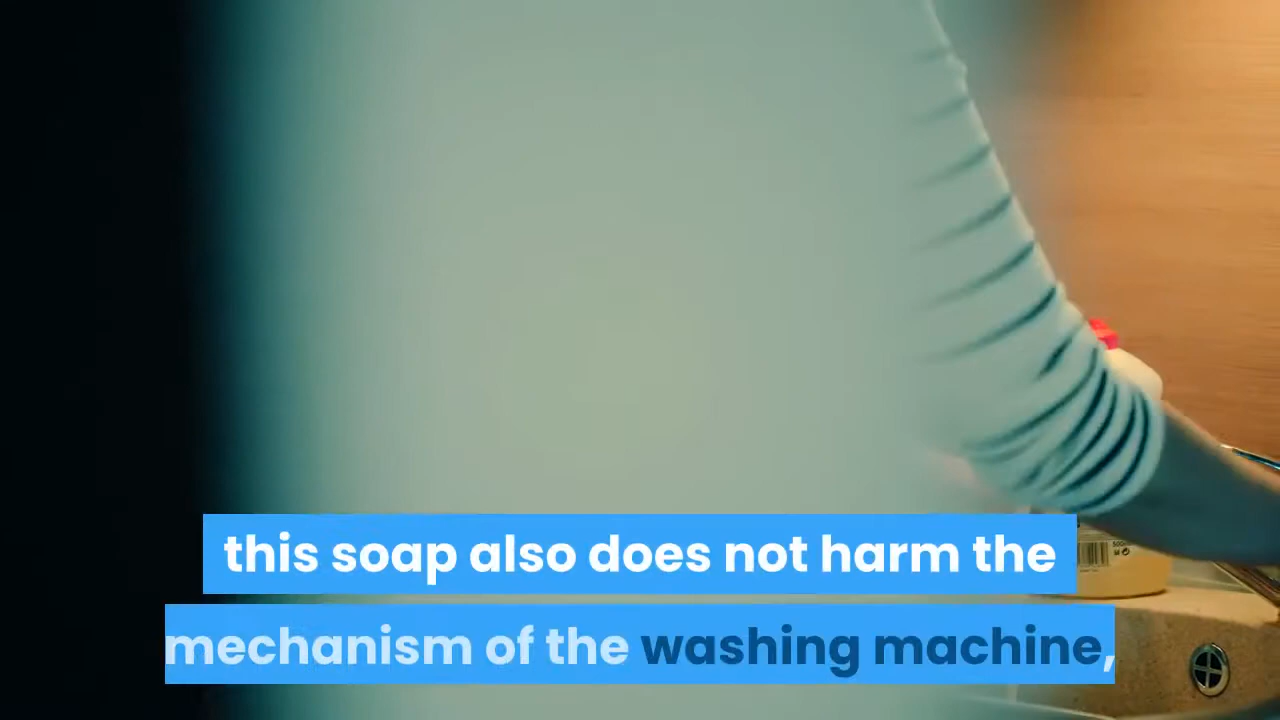 this soap also does not harm the
mechanism of the washing machine,